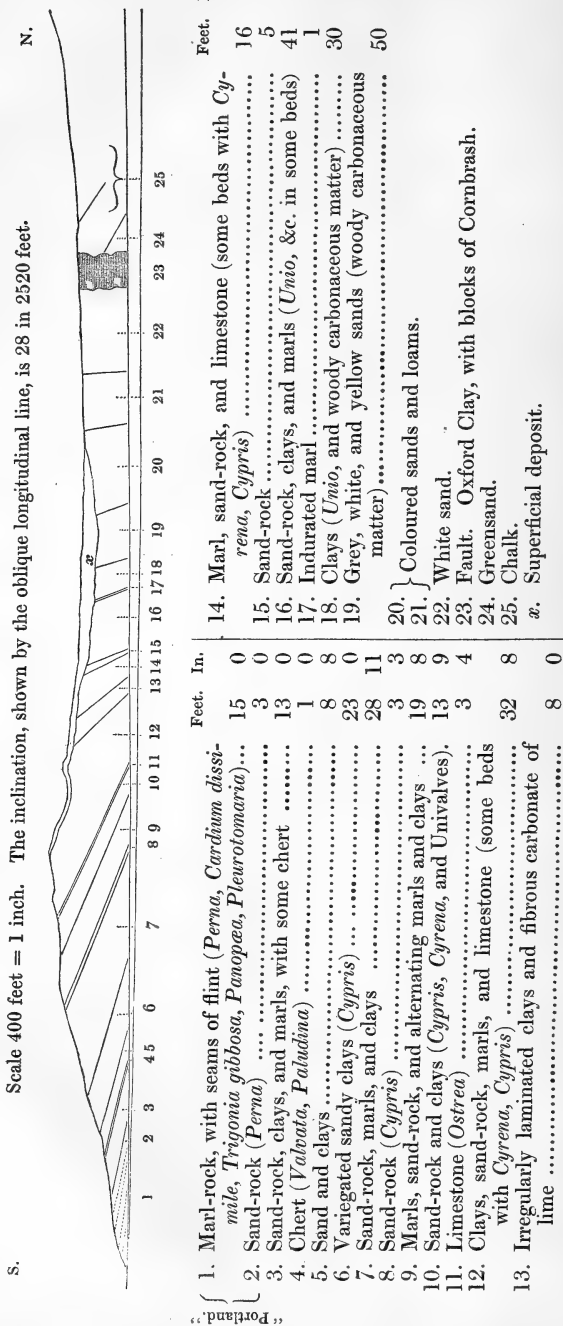 Scale 400 feet = 1 inch. The inclination, shown by the oblique longitudinal line, is 28 in 2520 feet.
S.
N.
1 2 3 4 5 6 7 8 9 10 11 12 13 14 15 16 17 18 19 20 21 22 23 24 25
x
"Portland."
Feet. In.
1. Marl-rock, with seams of flint (Perna, Cardium dissi-
mile, Trigonia gibbosa, Panopæa, Pleurotomaria)... 15 0
2. Sand-rock (Perna) ........ 3 0
3. Sand-rock, clays, and marls, with some chert ........ 13 0
4. Chert (Valvata, Paludina) ........ 1 0
5. Sand and clays ........ 8 8
6. Variegated sandy clays (Cypris) ........ 23 0
7. Sand-rock, marls, and clays ........ 28 11
8. Sand-rock (Cypris) ........ 3 3
9. Marls, sand-rock, and alternating marls and clays ... 19 8
10. Sand-rock and clays (Cypris, Cyrena, and Univalves). 13 9
11. Limestone (Ostrea) ........ 3 4
12. Clays, sand-rock, marls, and limestone (some beds
with Cyrena, Cypris) ........ 32 8
13. Irregularly laminated clays and fibrous carbonate of
lime ........ 8 0
Feet.
14. Marl, sand-rock, and limestone (some beds with Cy-
rena, Cypris) ........ 16
15. Sand-rock ........ 5
16. Sand-rock, clays, and marls (Unio, &c. in some beds) 41
17. Indurated marl ........ 1
18. Clays (Unio, and woody carbonaceous matter) ........ 30
19. Grey, white, and yellow sands (woody carbonaceous
matter) ........ 50
20. } Coloured sands and loams.
21.
22. White sand.
23. Fault. Oxford Clay, with blocks of Cornbrash.
24. Greensand.
25. Chalk.
x. Superficial deposit.